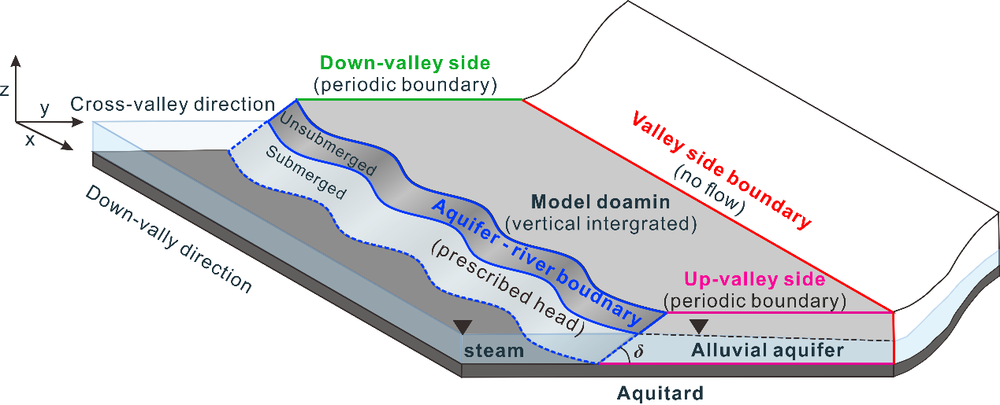 Down-valley side
(periodic boundary)
z
y
x
Cross-valley direction
Unsubmerged
Submerged
Valley side boundary
(no flow)
Model doamin
(vertical intergrated)
Aquifer - river boudnary
(prescribed head)
Down-vally direction
Up-valley side
(periodic boundary)
steam
δ
Alluvial aquifer
Aquitard